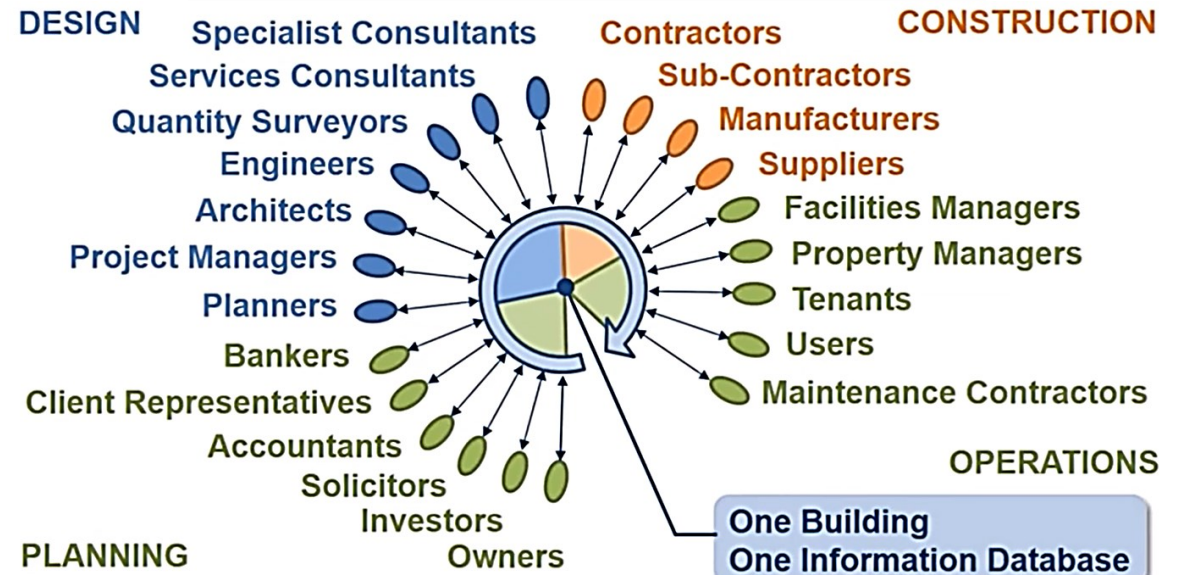 DESIGN
Specialist Consultants
Services Consultants
Quantity Surveyors
Engineers
Architects
Project Managers
Planners
Bankers
Client Representatives
Accountants
Solicitors
Investors
Owners
PLANNING
CONSTRUCTION
Contractors
Sub-Contractors
Manufacturers
Suppliers
Facilities Managers
Property Managers
Tenants
Users
Maintenance Contractors
OPERATIONS
One Building
One Information Database